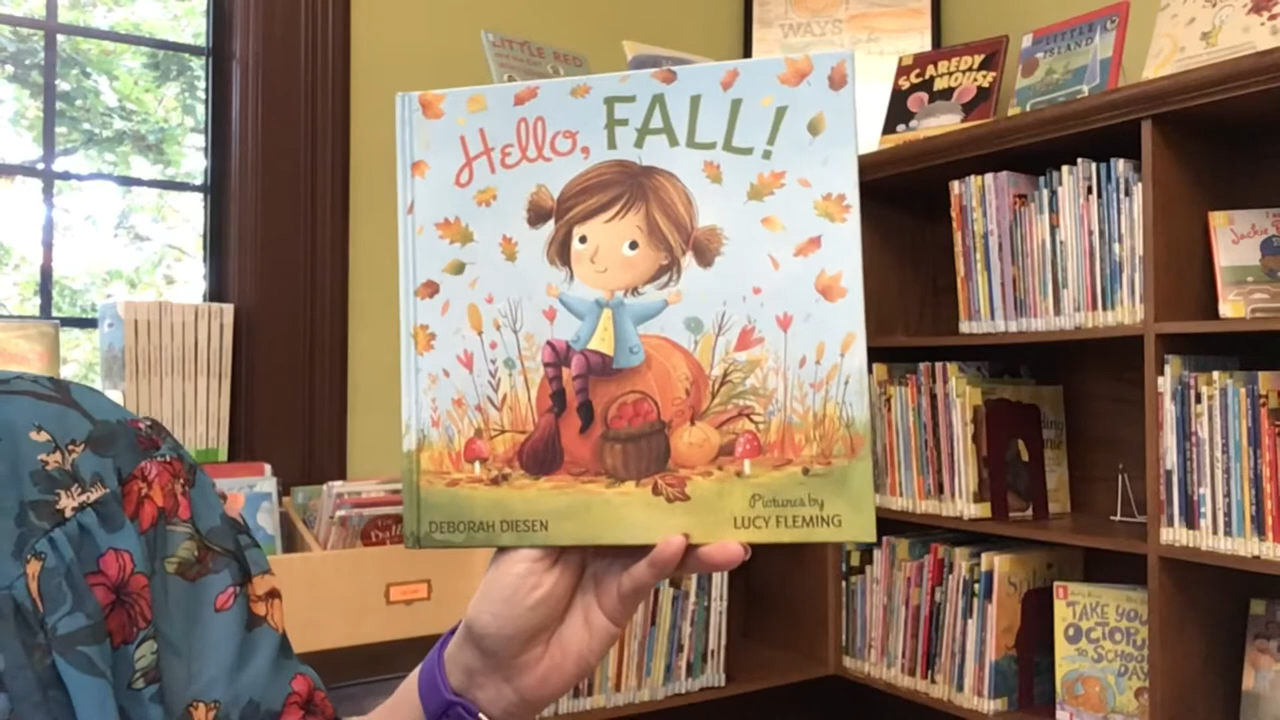 Hello, FALL!
DEBORAH DIESEN
Pictures by
LUCY FLEMING
LITTLE RED
WAYS
SCAREDY
MOUSE
LITTLE
ISLAND
TAKE YOUR
OCTOPUS
TO SCHOOL
DAY